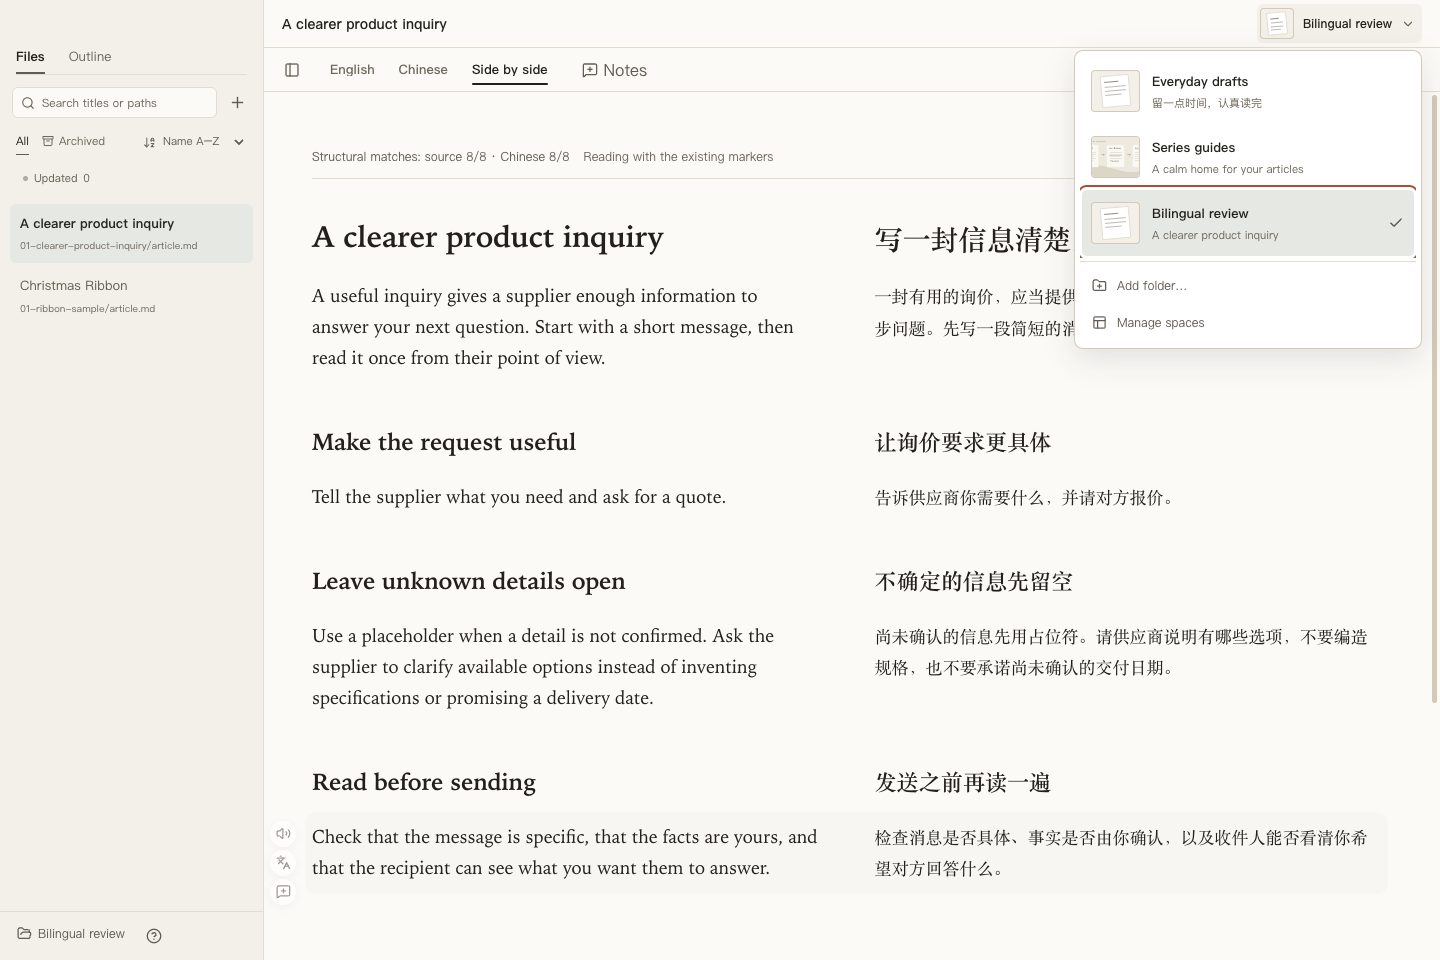 A clearer product inquiry
Bilingual review
Files
Outline
Search titles or paths
All
Archived
Name A–Z
Updated 0
A clearer product inquiry
01-clearer-product-inquiry/article.md
Christmas Ribbon
01-ribbon-sample/article.md
English
Chinese
Side by side
Notes
Everyday drafts
留一点时间，认真读完
Series guides
A calm home for your articles
Bilingual review
A clearer product inquiry
Add folder...
Manage spaces
Structural matches: source 8/8 · Chinese 8/8
Reading with the existing markers
A clearer product inquiry
A useful inquiry gives a supplier enough information to
answer your next question. Start with a short message, then
read it once from their point of view.
写一封信息清楚
一封有用的询价，应当提供
步问题。先写一段简短的消
Make the request useful
Tell the supplier what you need and ask for a quote.
让询价要求更具体
告诉供应商你需要什么，并请对方报价。
Leave unknown details open
Use a placeholder when a detail is not confirmed. Ask the
supplier to clarify available options instead of inventing
specifications or promising a delivery date.
不确定的信息先留空
尚未确认的信息先用占位符。请供应商说明有哪些选项，不要编造
规格，也不要承诺尚未确认的交付日期。
Read before sending
Check that the message is specific, that the facts are yours, and
that the recipient can see what you want them to answer.
发送之前再读一遍
检查消息是否具体、事实是否由你确认，以及收件人能否看清你希
望对方回答什么。
Bilingual review